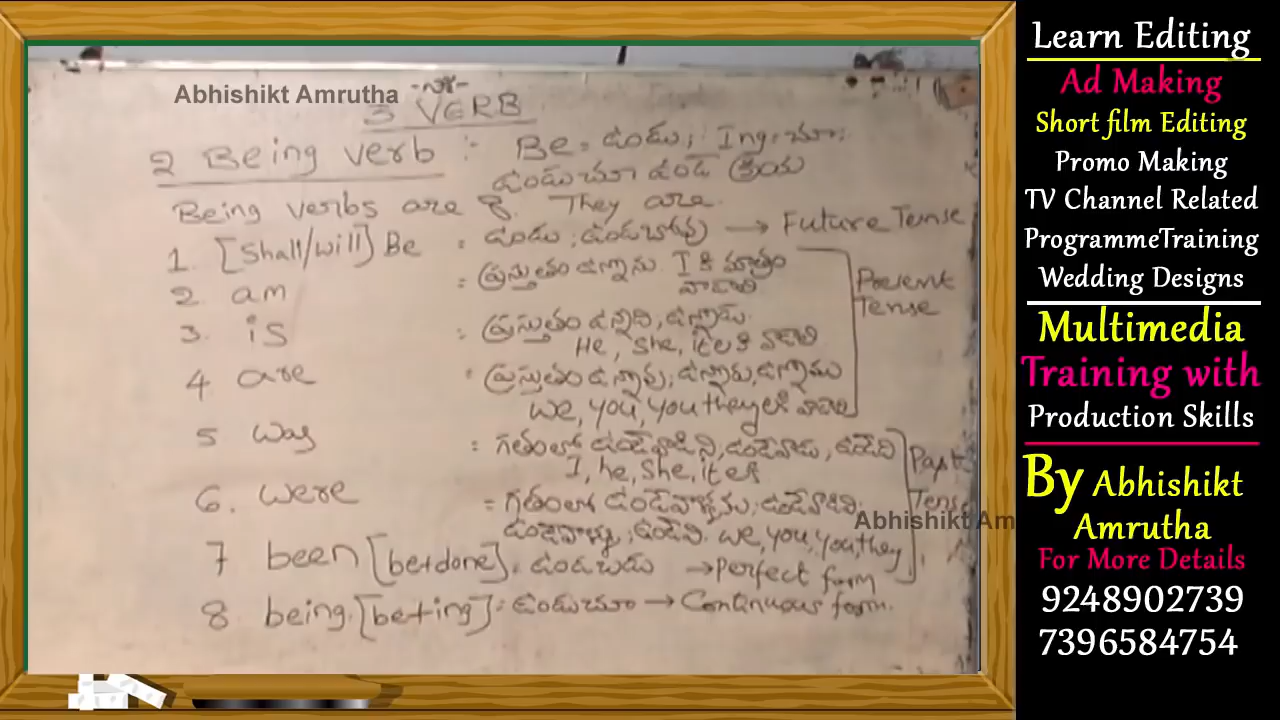 Abhishikt Amrutha
3 VERB
2 Being verb : Be = ఉండు; Ing = చూ;
ఉండుచూ ఉండే క్రియ
Being verbs are 8. They are
1. [Shall/will] Be = ఉండు; ఉండబోవు → Future Tense
2. am = ప్రస్తుతం ఉన్నాను. I కి మాత్రం
వాడాలి
Present
Tense
3. is : ప్రస్తుతం ఉన్నది, ఉన్నాడు.
He, She, it లకి వాడాలి
4 are : ప్రస్తుతం ఉన్నావు, ఉన్నారు, ఉన్నాము
we, you, you they లకి వాడాలి
5 was = గతంలో ఉండేవాడిని, ఉండేవాడు, ఉండేది
I, he, She, it లకి
Past
Tense
6. were = గతంలో ఉండేవాళ్ళను, ఉండేవాడివి,
ఉండేవాళ్ళు, ఉండేవి. we, you, you, they
Abhishikt Am
7 been [be+done] = ఉండబడు → Perfect form
8 being. [be+ing] = ఉండుచూ → Continuous form.
Learn Editing
Ad Making
Short film Editing
Promo Making
TV Channel Related
ProgrammeTraining
Wedding Designs
Multimedia
Training with
Production Skills
By Abhishikt
Amrutha
For More Details
9248902739
7396584754